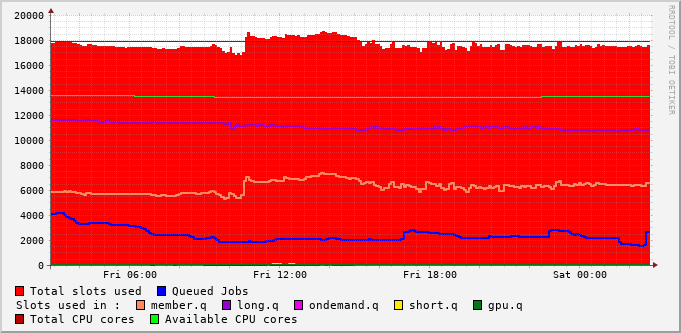 20000
18000
16000
14000
12000
10000
8000
6000
4000
2000
0
Fri 06:00 Fri 12:00 Fri 18:00 Sat 00:00
RRDTOOL / TOBI OETIKER
Total slots used Queued Jobs
Slots used in : member.q long.q ondemand.q short.q gpu.q
Total CPU cores Available CPU cores